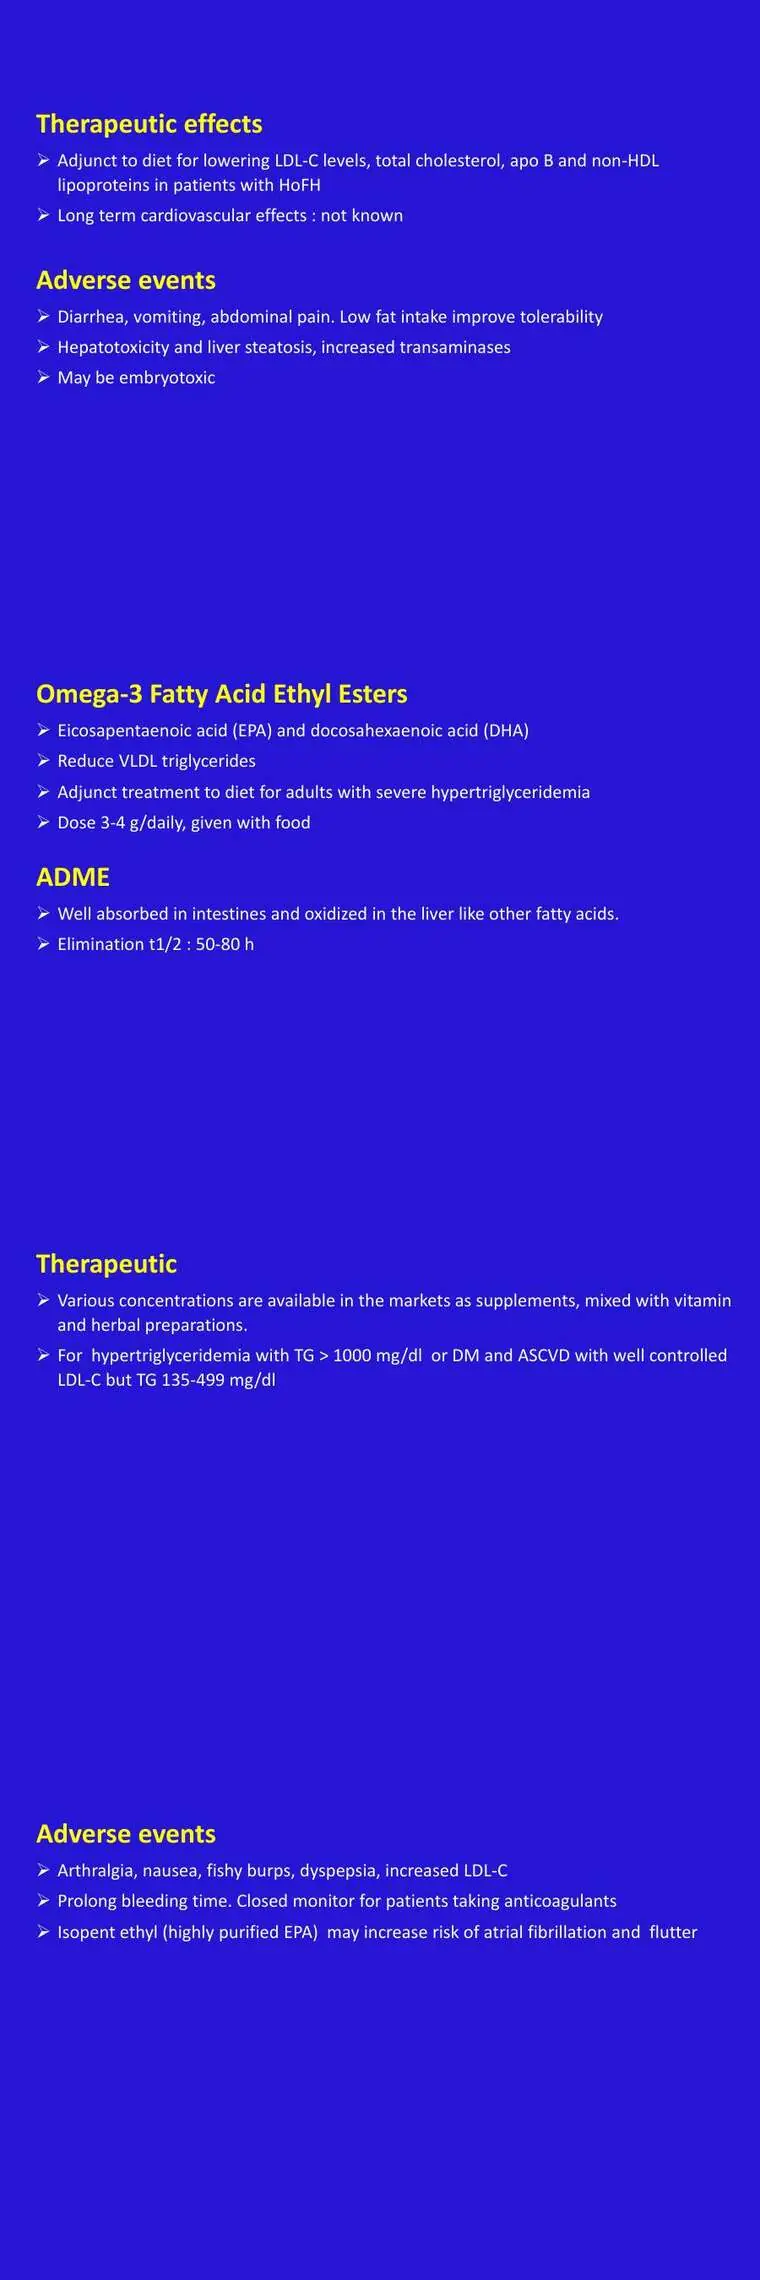 Therapeutic effects
➢ Adjunct to diet for lowering LDL-C levels, total cholesterol, apo B and non-HDL
lipoproteins in patients with HoFH
➢ Long term cardiovascular effects : not known
Adverse events
➢ Diarrhea, vomiting, abdominal pain. Low fat intake improve tolerability
➢ Hepatotoxicity and liver steatosis, increased transaminases
➢ May be embryotoxic
Omega-3 Fatty Acid Ethyl Esters
➢ Eicosapentaenoic acid (EPA) and docosahexaenoic acid (DHA)
➢ Reduce VLDL triglycerides
➢ Adjunct treatment to diet for adults with severe hypertriglyceridemia
➢ Dose 3-4 g/daily, given with food
ADME
➢ Well absorbed in intestines and oxidized in the liver like other fatty acids.
➢ Elimination t1/2 : 50-80 h
Therapeutic
➢ Various concentrations are available in the markets as supplements, mixed with vitamin
and herbal preparations.
➢ For  hypertriglyceridemia with TG > 1000 mg/dl  or DM and ASCVD with well controlled
LDL-C but TG 135-499 mg/dl
Adverse events
➢ Arthralgia, nausea, fishy burps, dyspepsia, increased LDL-C
➢ Prolong bleeding time. Closed monitor for patients taking anticoagulants
➢ Isopent ethyl (highly purified EPA)  may increase risk of atrial fibrillation and  flutter